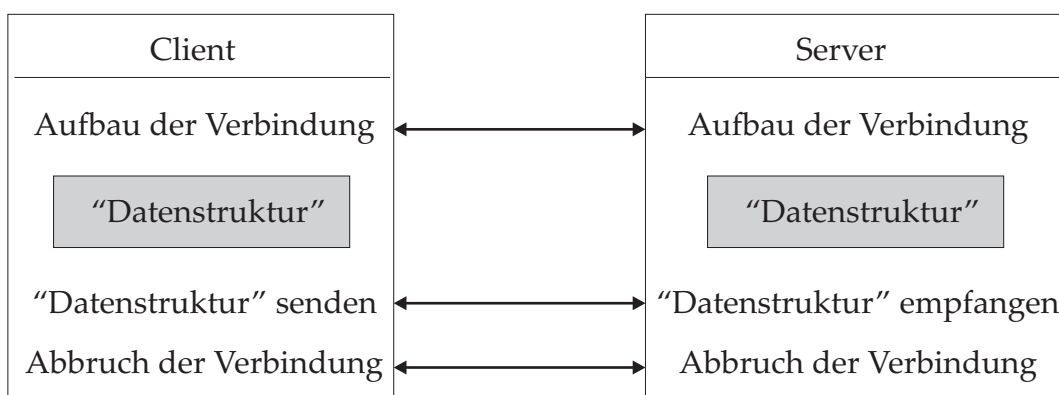 Client
Aufbau der Verbindung
“Datenstruktur”
“Datenstruktur” senden
Abbruch der Verbindung
Server
Aufbau der Verbindung
“Datenstruktur”
“Datenstruktur” empfangen
Abbruch der Verbindung